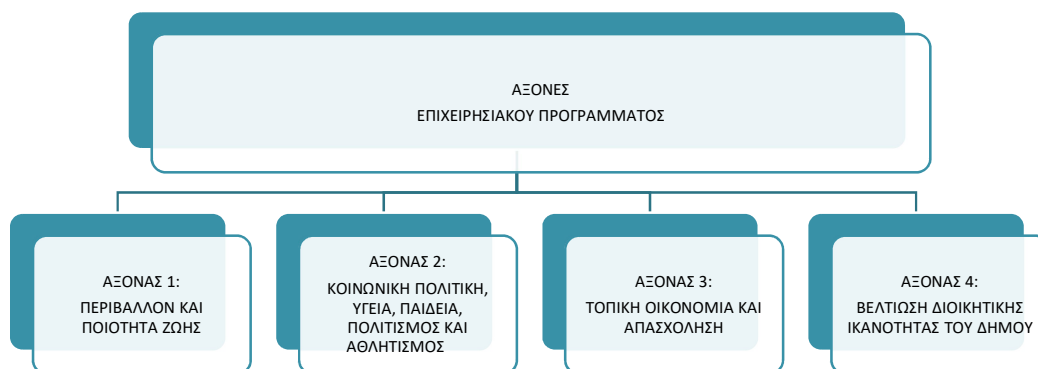 ΑΞΟΝΕΣ
ΕΠΙΧΕΙΡΗΣΙΑΚΟΥ ΠΡΟΓΡΑΜΜΑΤΟΣ
ΑΞΟΝΑΣ 1:
ΠΕΡΙΒΑΛΛΟΝ ΚΑΙ
ΠΟΙΟΤΗΤΑ ΖΩΗΣ
ΑΞΟΝΑΣ 2:
ΚΟΙΝΩΝΙΚΗ ΠΟΛΙΤΙΚΗ,
ΥΓΕΙΑ, ΠΑΙΔΕΙΑ,
ΠΟΛΙΤΙΣΜΟΣ ΚΑΙ
ΑΘΛΗΤΙΣΜΟΣ
ΑΞΟΝΑΣ 3:
ΤΟΠΙΚΗ ΟΙΚΟΝΟΜΙΑ ΚΑΙ
ΑΠΑΣΧΟΛΗΣΗ
ΑΞΟΝΑΣ 4:
ΒΕΛΤΙΩΣΗ ΔΙΟΙΚΗΤΙΚΗΣ
ΙΚΑΝΟΤΗΤΑΣ ΤΟΥ ΔΗΜΟΥ